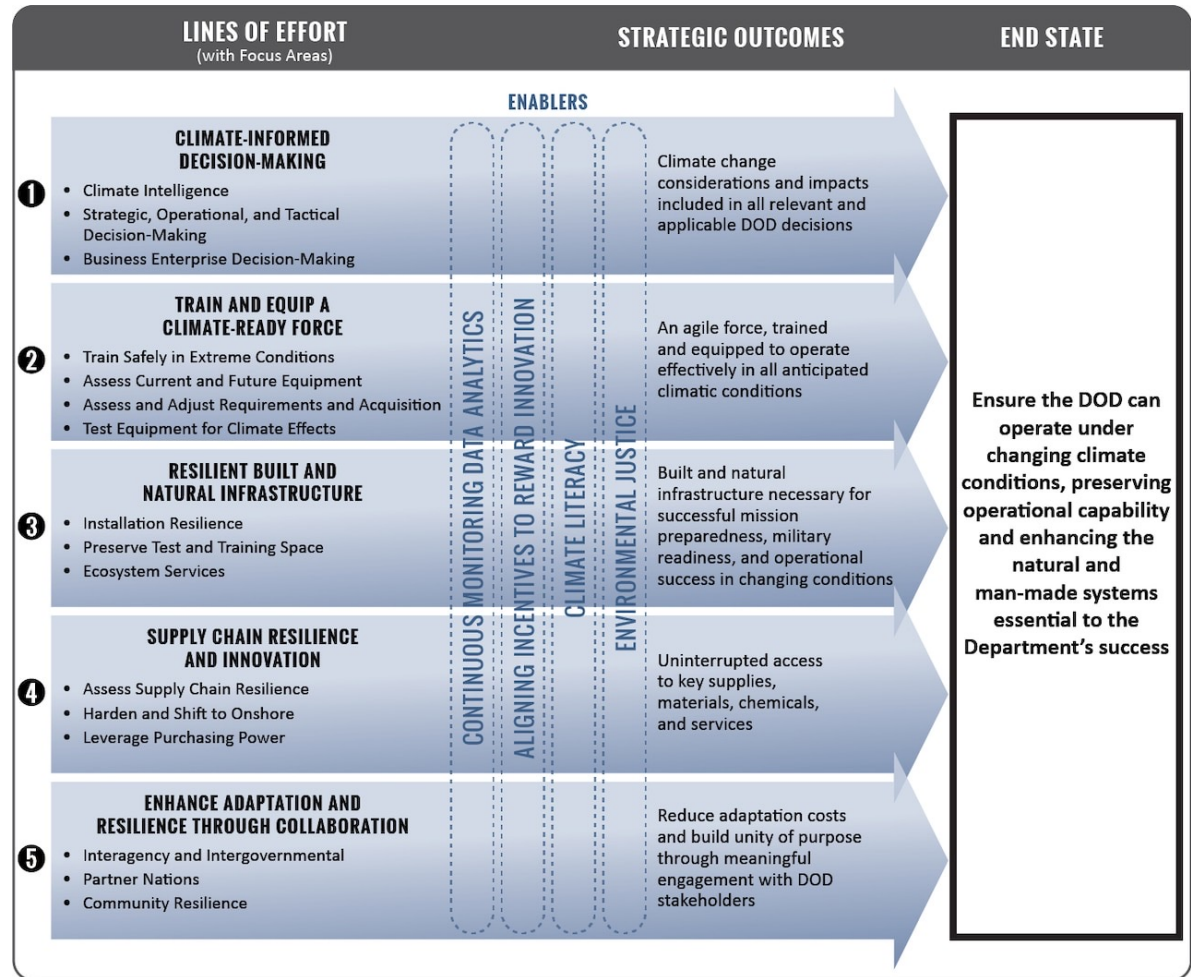 LINES OF EFFORT
(with Focus Areas)
STRATEGIC OUTCOMES
END STATE
ENABLERS
1
CLIMATE-INFORMED
DECISION-MAKING
• Climate Intelligence
• Strategic, Operational, and Tactical
Decision-Making
• Business Enterprise Decision-Making
Climate change
considerations and impacts
included in all relevant and
applicable DOD decisions
2
TRAIN AND EQUIP A
CLIMATE-READY FORCE
• Train Safely in Extreme Conditions
• Assess Current and Future Equipment
• Assess and Adjust Requirements and Acquisition
• Test Equipment for Climate Effects
An agile force, trained
and equipped to operate
effectively in all anticipated
climatic conditions
3
RESILIENT BUILT AND
NATURAL INFRASTRUCTURE
• Installation Resilience
• Preserve Test and Training Space
• Ecosystem Services
Built and natural
infrastructure necessary for
successful mission
preparedness, military
readiness, and operational
success in changing conditions
4
SUPPLY CHAIN RESILIENCE
AND INNOVATION
• Assess Supply Chain Resilience
• Harden and Shift to Onshore
• Leverage Purchasing Power
Uninterrupted access
to key supplies,
materials, chemicals,
and services
5
ENHANCE ADAPTATION AND
RESILIENCE THROUGH COLLABORATION
• Interagency and Intergovernmental
• Partner Nations
• Community Resilience
Reduce adaptation costs
and build unity of purpose
through meaningful
engagement with DOD
stakeholders
CONTINUOUS MONITORING DATA ANALYTICS
ALIGNING INCENTIVES TO REWARD INNOVATION
CLIMATE LITERACY
ENVIRONMENTAL JUSTICE
Ensure the DOD can
operate under
changing climate
conditions, preserving
operational capability
and enhancing the
natural and
man-made systems
essential to the
Department's success